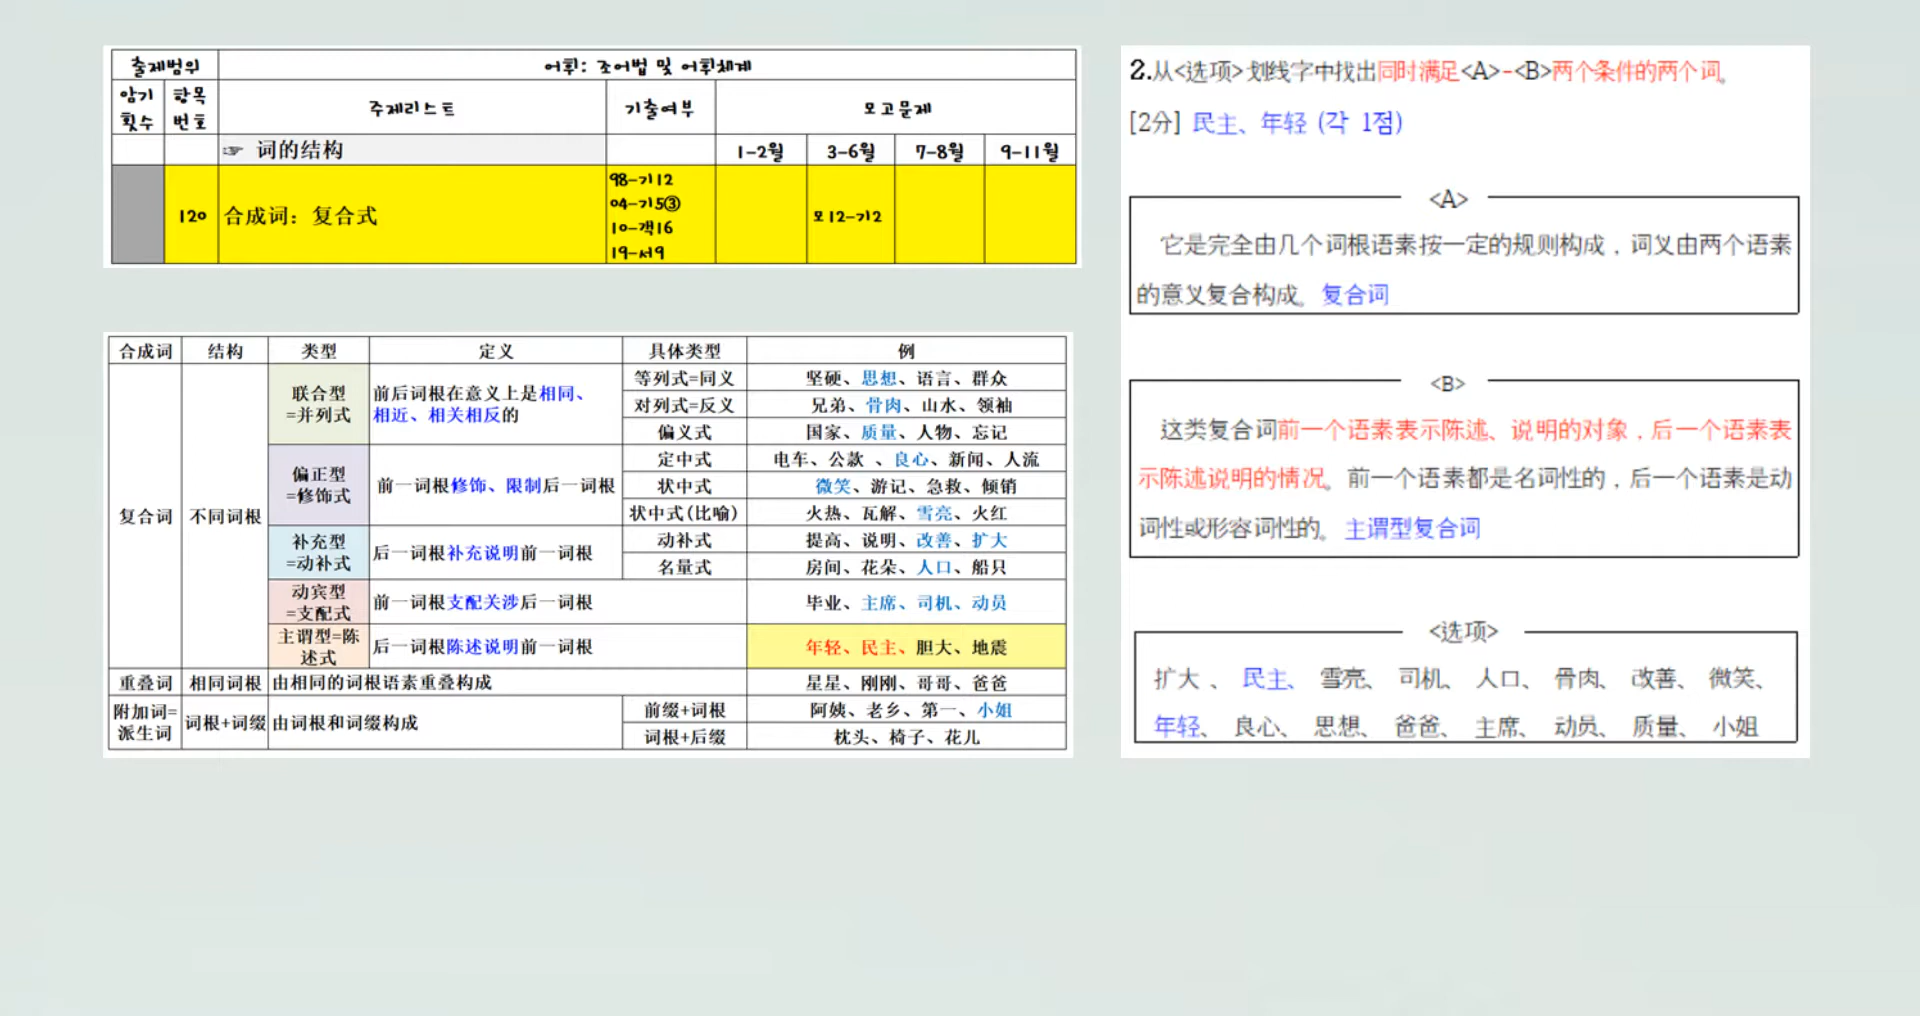 출제범위 어휘: 조어법 및 어휘체계
암기횟수 항목번호 주제리스트 기출여부 모고문제
☞ 词的结构 1-2월 3-6월 7-8월 9-11월
120 合成词：复合式 98-기12 모12-기2
04-기5③
10-객16
19-서9
合成词 结构 类型 定义 具体类型 例
复合词 不同词根 联合型=并列式 前后词根在意义上是相同、相近、相关相反的 等列式=同义 坚硬、思想、语言、群众
对列式=反义 兄弟、骨肉、山水、领袖
偏义式 国家、质量、人物、忘记
偏正型=修饰式 前一词根修饰、限制后一词根 定中式 电车、公款 、良心、新闻、人流
状中式 微笑、游记、急救、倾销
状中式(比喻) 火热、瓦解、雪亮、火红
补充型=动补式 后一词根补充说明前一词根 动补式 提高、说明、改善、扩大
名量式 房间、花朵、人口、船只
动宾型=支配式 前一词根支配关涉后一词根 毕业、主席、司机、动员
主谓型=陈述式 后一词根陈述说明前一词根 年轻、民主、胆大、地震
重叠词 相同词根 由相同的词根语素重叠构成 星星、刚刚、哥哥、爸爸
附加词=派生词 词根+词缀 由词根和词缀构成 前缀+词根 阿姨、老乡、第一、小姐
词根+后缀 枕头、椅子、花儿
2.从<选项>划线字中找出同时满足<A>-<B>两个条件的两个词。
[2分] 民主、年轻 (각 1점)
<A>
它是完全由几个词根语素按一定的规则构成，词义由两个语素
的意义复合构成。复合词
<B>
这类复合词前一个语素表示陈述、说明的对象，后一个语素表
示陈述说明的情况。前一个语素都是名词性的，后一个语素是动
词性或形容词性的。主谓型复合词
<选项>
扩大 、 民主、 雪亮、 司机、 人口、 骨肉、 改善、 微笑、
年轻、 良心、 思想、 爸爸、 主席、 动员、 质量、 小姐